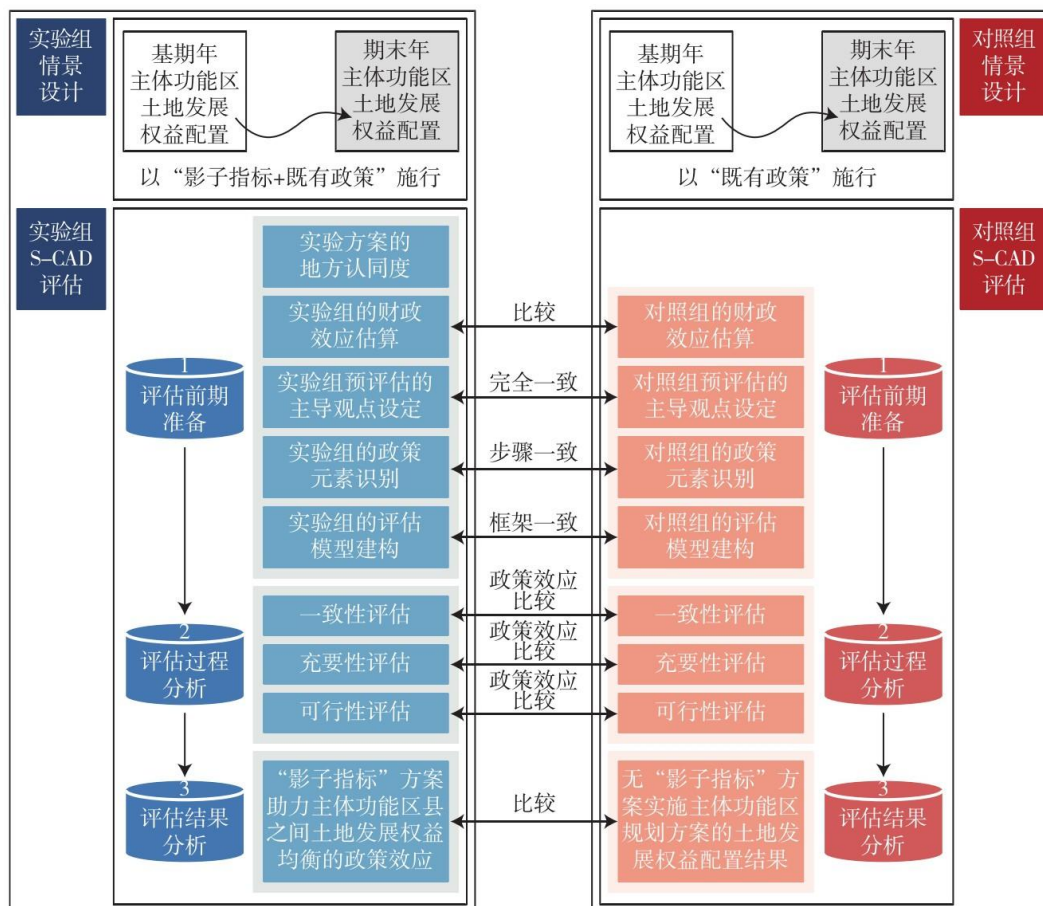 实验组
情景
设计
基期年
主体功能区
土地发展
权益配置
期末年
主体功能区
土地发展
权益配置
以“影子指标+既有政策”施行
基期年
主体功能区
土地发展
权益配置
期末年
主体功能区
土地发展
权益配置
以“既有政策”施行
对照组
情景
设计
实验组
S-CAD
评估
对照组
S-CAD
评估
1
评估前期
准备
实验方案的
地方认同度
实验组的财政
效应估算
比较
对照组的财政
效应估算
实验组预评估的
主导观点设定
完全一致
对照组预评估的
主导观点设定
实验组的政策
元素识别
步骤一致
对照组的政策
元素识别
实验组的评估
模型建构
框架一致
对照组的评估
模型建构
1
评估前期
准备
2
评估过程
分析
一致性评估
政策效应
比较
一致性评估
充要性评估
政策效应
比较
充要性评估
可行性评估
政策效应
比较
可行性评估
2
评估过程
分析
3
评估结果
分析
“影子指标”方案
助力主体功能区县
之间土地发展权益
均衡的政策效应
比较
无“影子指标”方
案实施主体功能区
规划方案的土地发
展权益配置结果
3
评估结果
分析